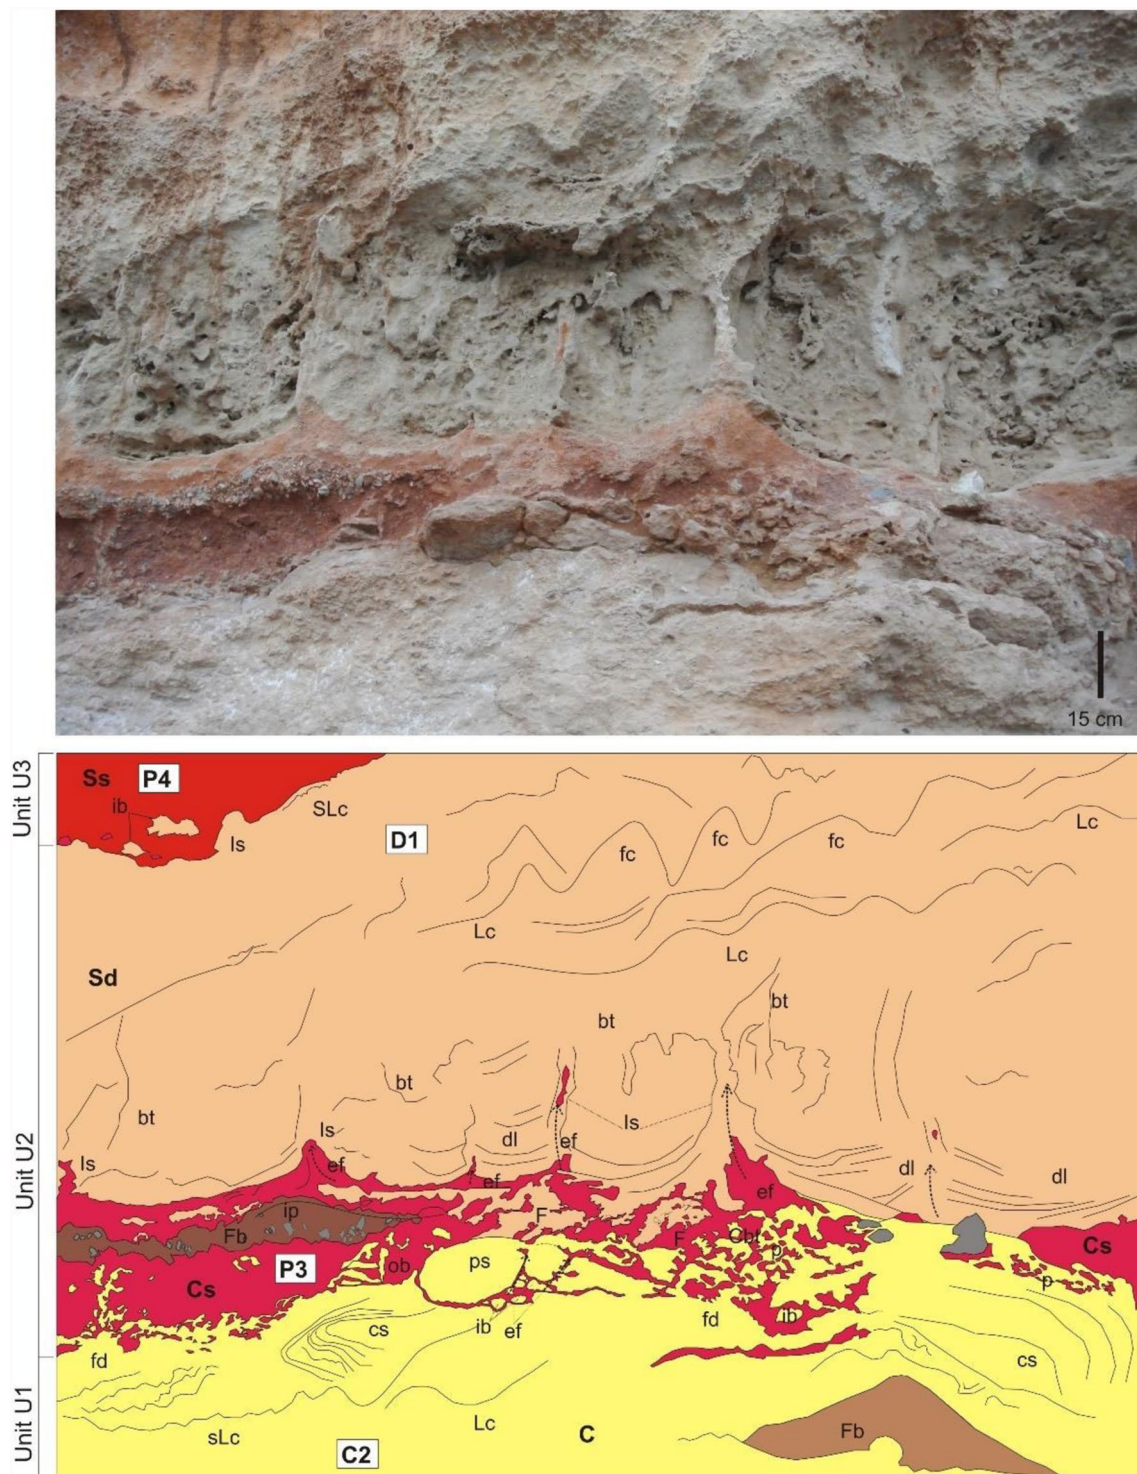 15 cm
Unit U3
Unit U2
Unit U1
Ss
P4
ib
ls
SLc
D1
fc
fc
fc
Lc
Lc
Lc
Sd
bt
bt
bt
bt
ls
ls
ls
dl
ef
ef
ef
dl
dl
ef
ip
Fb
F
F
Cbt
p
Cs
P3
Cs
ob
ps
p
ib
ef
fd
ib
cs
cs
fd
sLc
Lc
C
C2
Fb